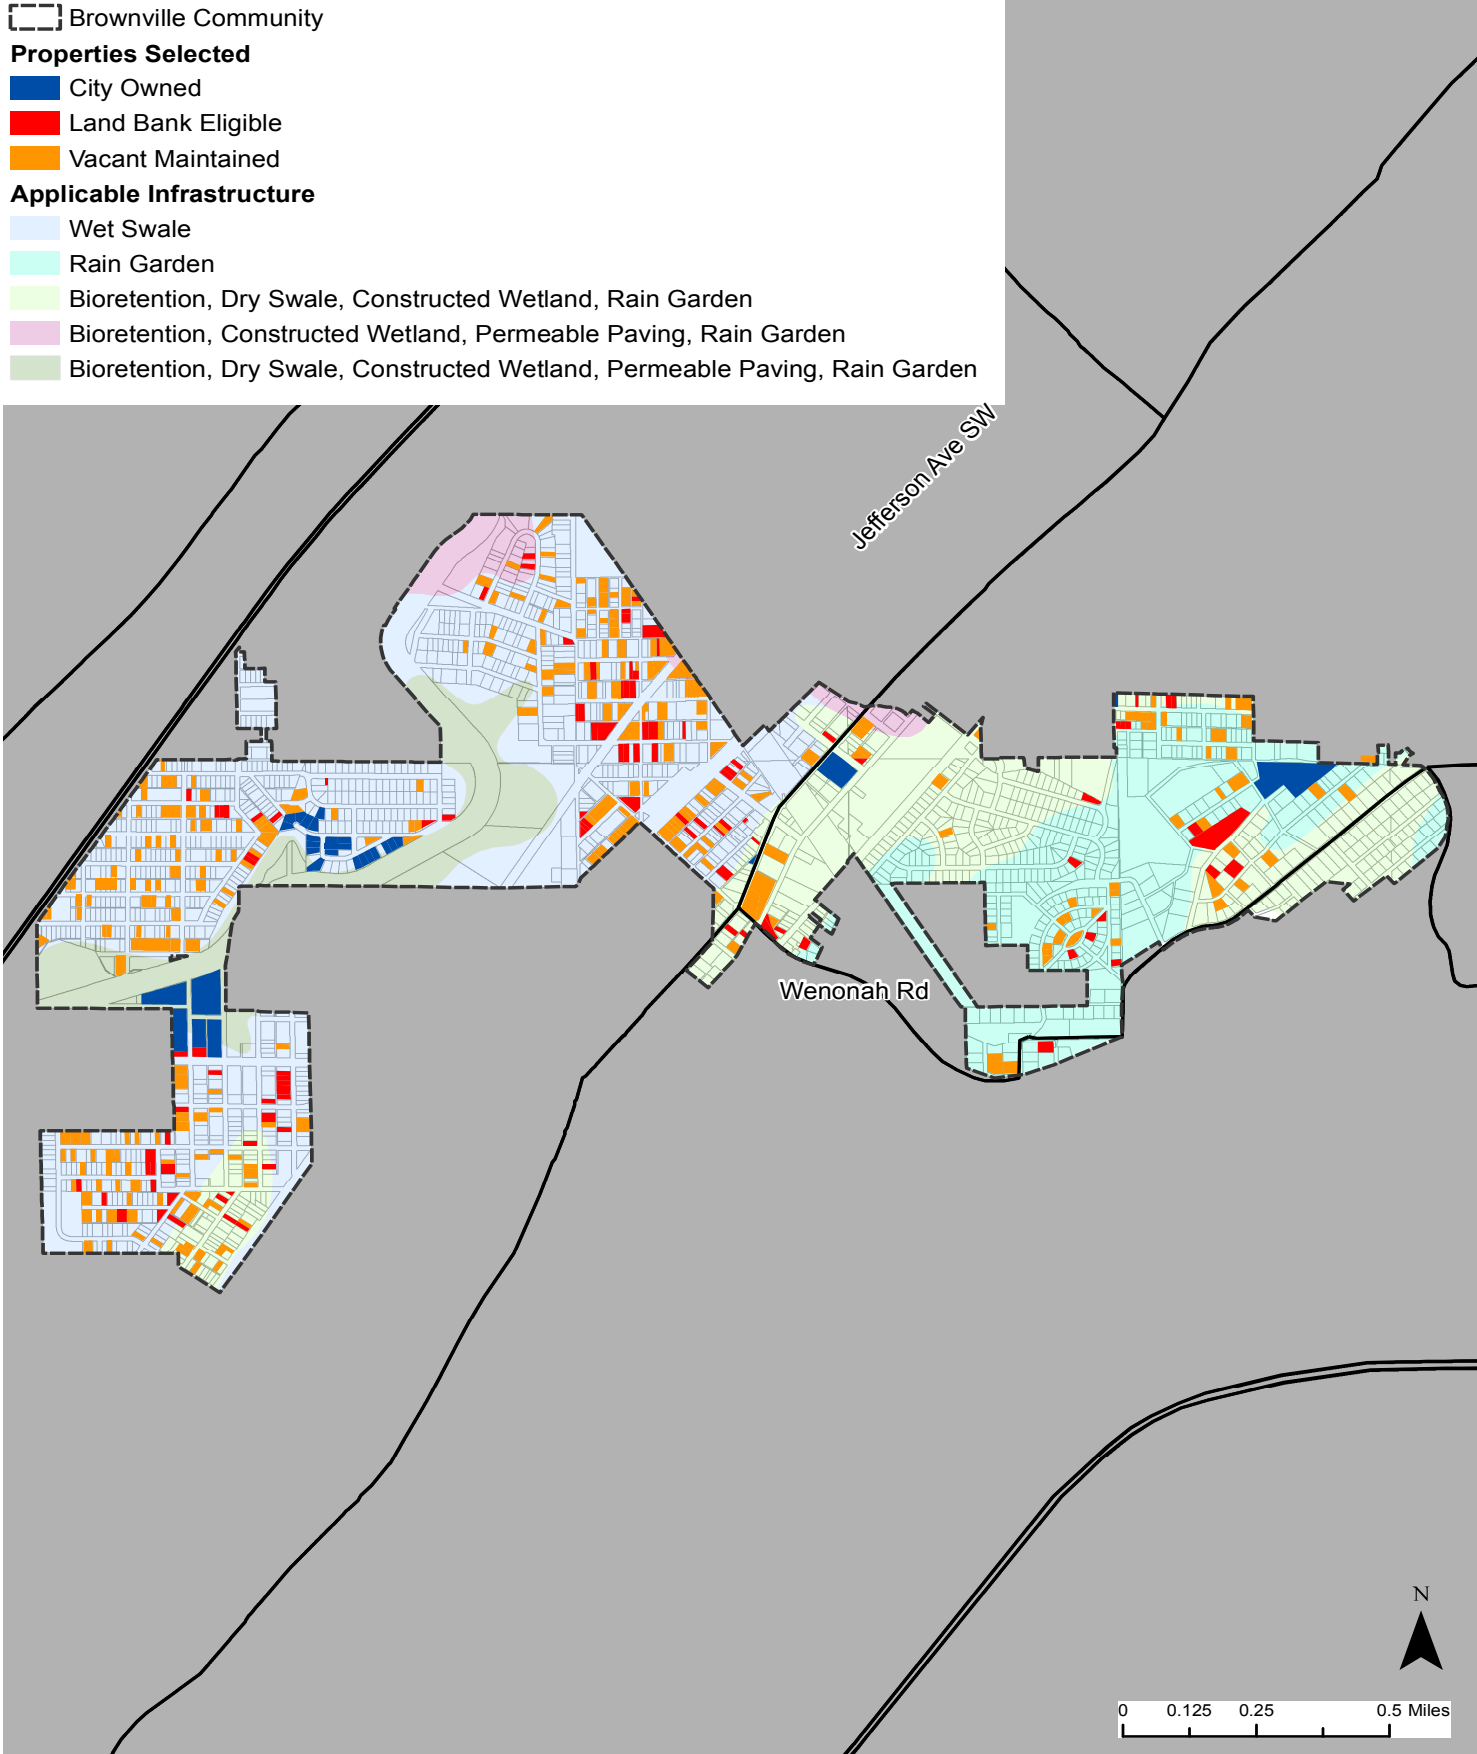 Brownville Community
Properties Selected
City Owned
Land Bank Eligible
Vacant Maintained
Applicable Infrastructure
Wet Swale
Rain Garden
Bioretention, Dry Swale, Constructed Wetland, Rain Garden
Bioretention, Constructed Wetland, Permeable Paving, Rain Garden
Bioretention, Dry Swale, Constructed Wetland, Permeable Paving, Rain Garden
Jefferson Ave SW
Wenonah Rd
N
0 0.125 0.25 0.5 Miles